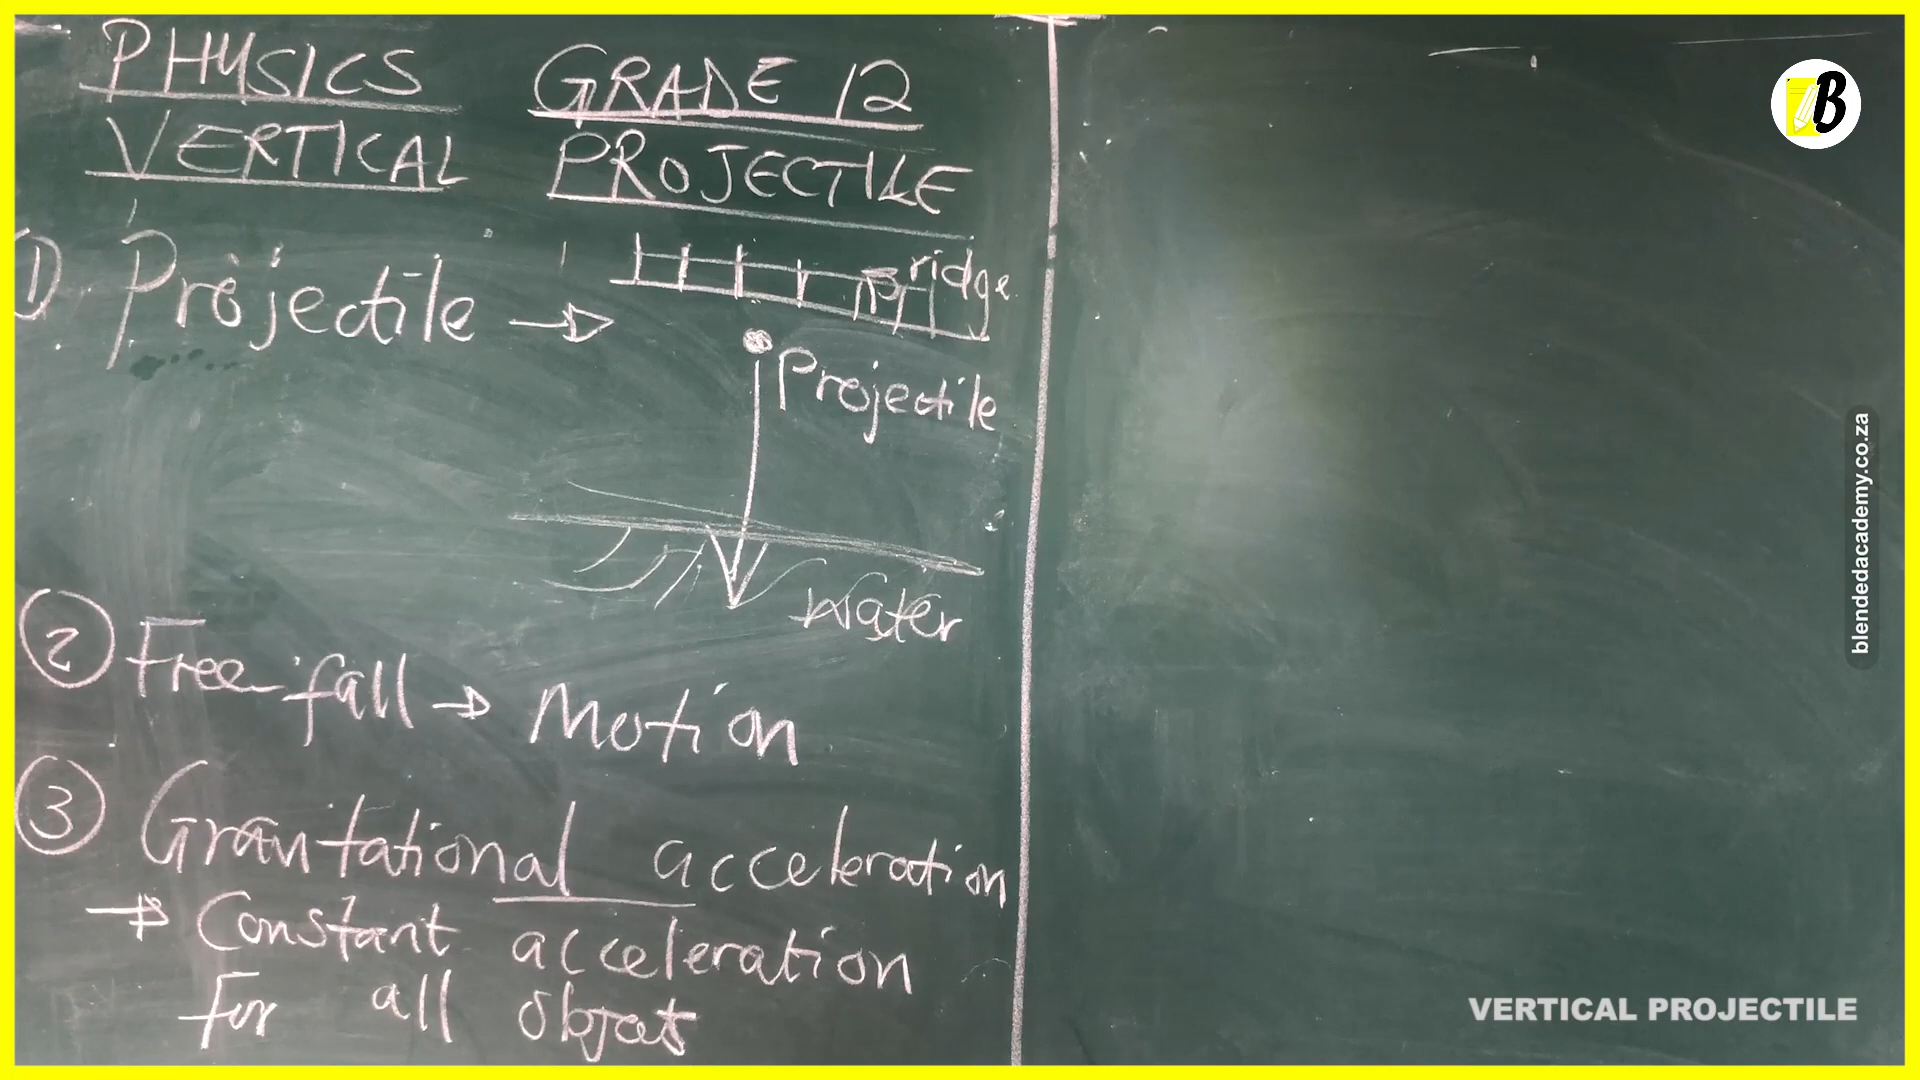 PHYSICS GRADE 12
VERTICAL PROJECTILE
1) Projectile →
Bridge
Projectile
Water
2 Free fall → Motion
3 Gravitational acceleration
→ Constant acceleration
For all objects
B
blendedacademy.co.za
VERTICAL PROJECTILE